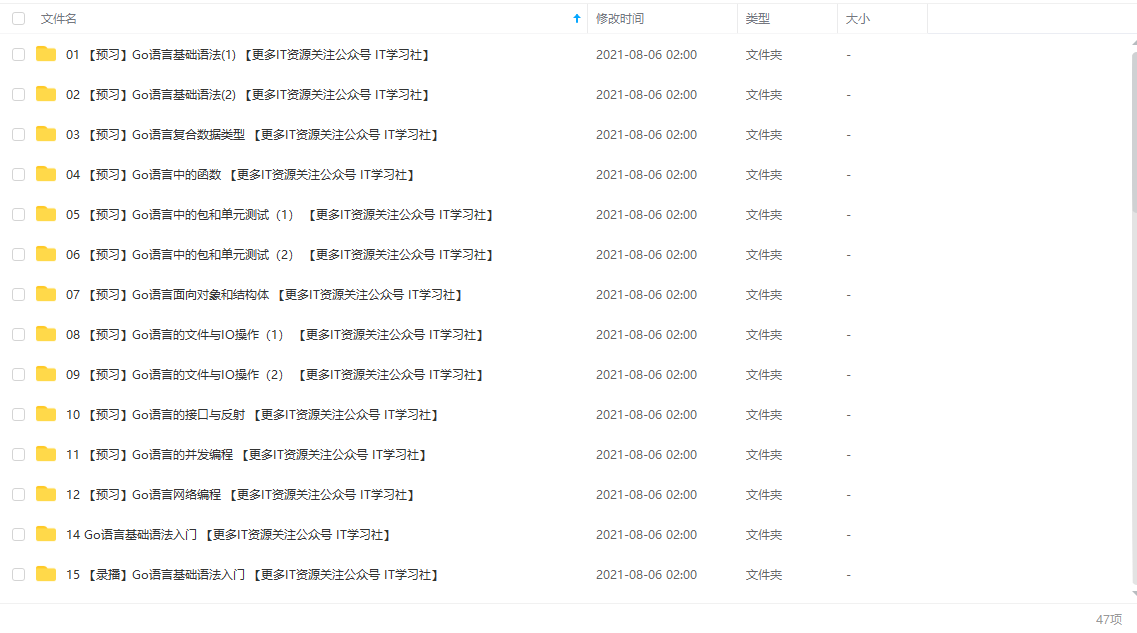 文件名 修改时间 类型 大小
01 【预习】Go语言基础语法(1) 【更多IT资源关注公众号 IT学习社】 2021-08-06 02:00 文件夹 -
02 【预习】Go语言基础语法(2) 【更多IT资源关注公众号 IT学习社】 2021-08-06 02:00 文件夹 -
03 【预习】Go语言复合数据类型 【更多IT资源关注公众号 IT学习社】 2021-08-06 02:00 文件夹 -
04 【预习】Go语言中的函数 【更多IT资源关注公众号 IT学习社】 2021-08-06 02:00 文件夹 -
05 【预习】Go语言中的包和单元测试（1） 【更多IT资源关注公众号 IT学习社】 2021-08-06 02:00 文件夹 -
06 【预习】Go语言中的包和单元测试（2） 【更多IT资源关注公众号 IT学习社】 2021-08-06 02:00 文件夹 -
07 【预习】Go语言面向对象和结构体 【更多IT资源关注公众号 IT学习社】 2021-08-06 02:00 文件夹 -
08 【预习】Go语言的文件与IO操作（1） 【更多IT资源关注公众号 IT学习社】 2021-08-06 02:00 文件夹 -
09 【预习】Go语言的文件与IO操作（2） 【更多IT资源关注公众号 IT学习社】 2021-08-06 02:00 文件夹 -
10 【预习】Go语言的接口与反射 【更多IT资源关注公众号 IT学习社】 2021-08-06 02:00 文件夹 -
11 【预习】Go语言的并发编程 【更多IT资源关注公众号 IT学习社】 2021-08-06 02:00 文件夹 -
12 【预习】Go语言网络编程 【更多IT资源关注公众号 IT学习社】 2021-08-06 02:00 文件夹 -
14 Go语言基础语法入门 【更多IT资源关注公众号 IT学习社】 2021-08-06 02:00 文件夹 -
15 【录播】Go语言基础语法入门 【更多IT资源关注公众号 IT学习社】 2021-08-06 02:00 文件夹 -
47项